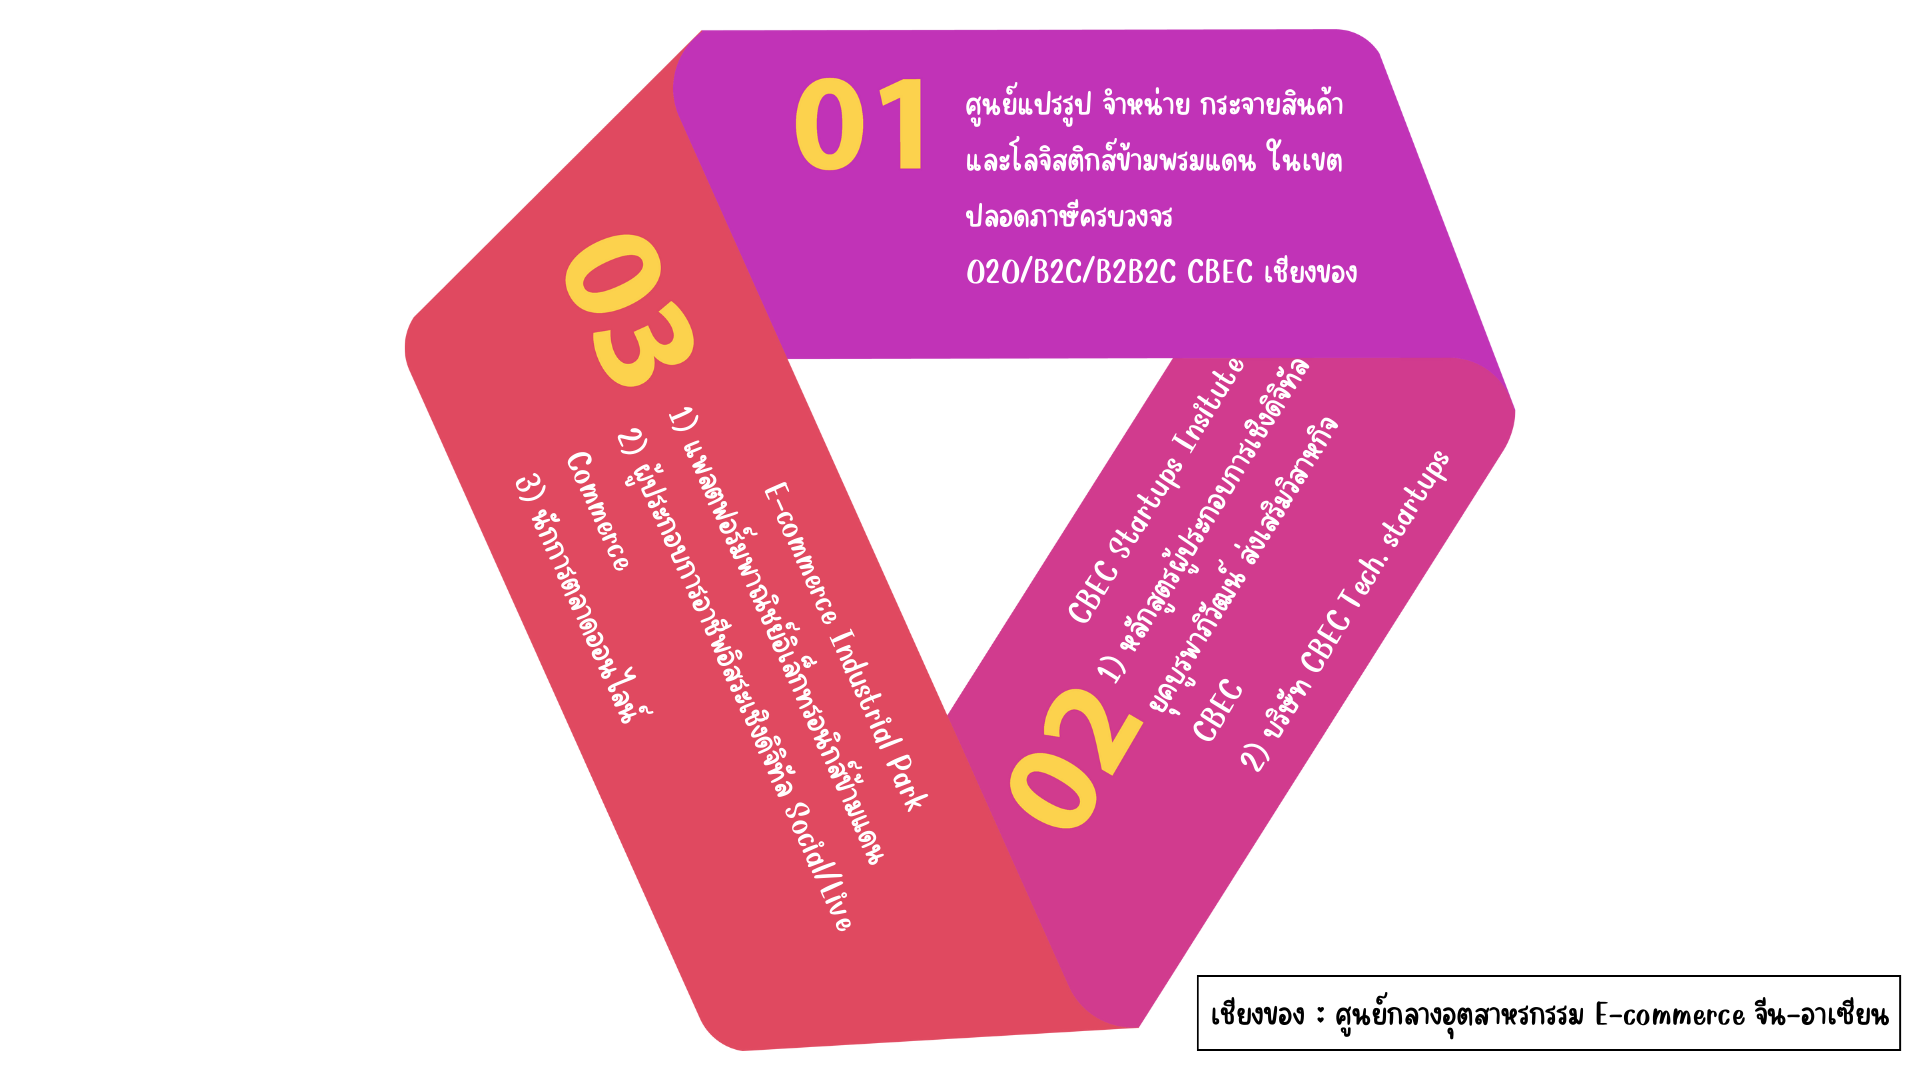 01
ศูนย์แปรรูป จำหน่าย กระจายสินค้า
และโลจิสติกส์ข้ามพรมแดน ในเขต
ปลอดภาษีครบวงจร
O2O/B2C/B2B2C CBEC เชียงของ
02
CBEC Startups Insitute
1) หลักสูตรผู้ประกอบการเชิงดิจิทัล
ยุคบูรพาภิวัฒน์ ส่งเสริมวิสาหกิจ
CBEC
2) บริษัท CBEC Tech. startups
03
E-commerce Industrial Park
1) แพลตฟอร์มพาณิชย์อิเล็กทรอนิกส์ข้ามแดน
2) ผู้ประกอบการอาชีพอิสระเชิงดิจิทัล Social/Live
Commerce
3) นักการตลาดออนไลน์
เชียงของ : ศูนย์กลางอุตสาหรกรรม E-commerce จีน-อาเซียน